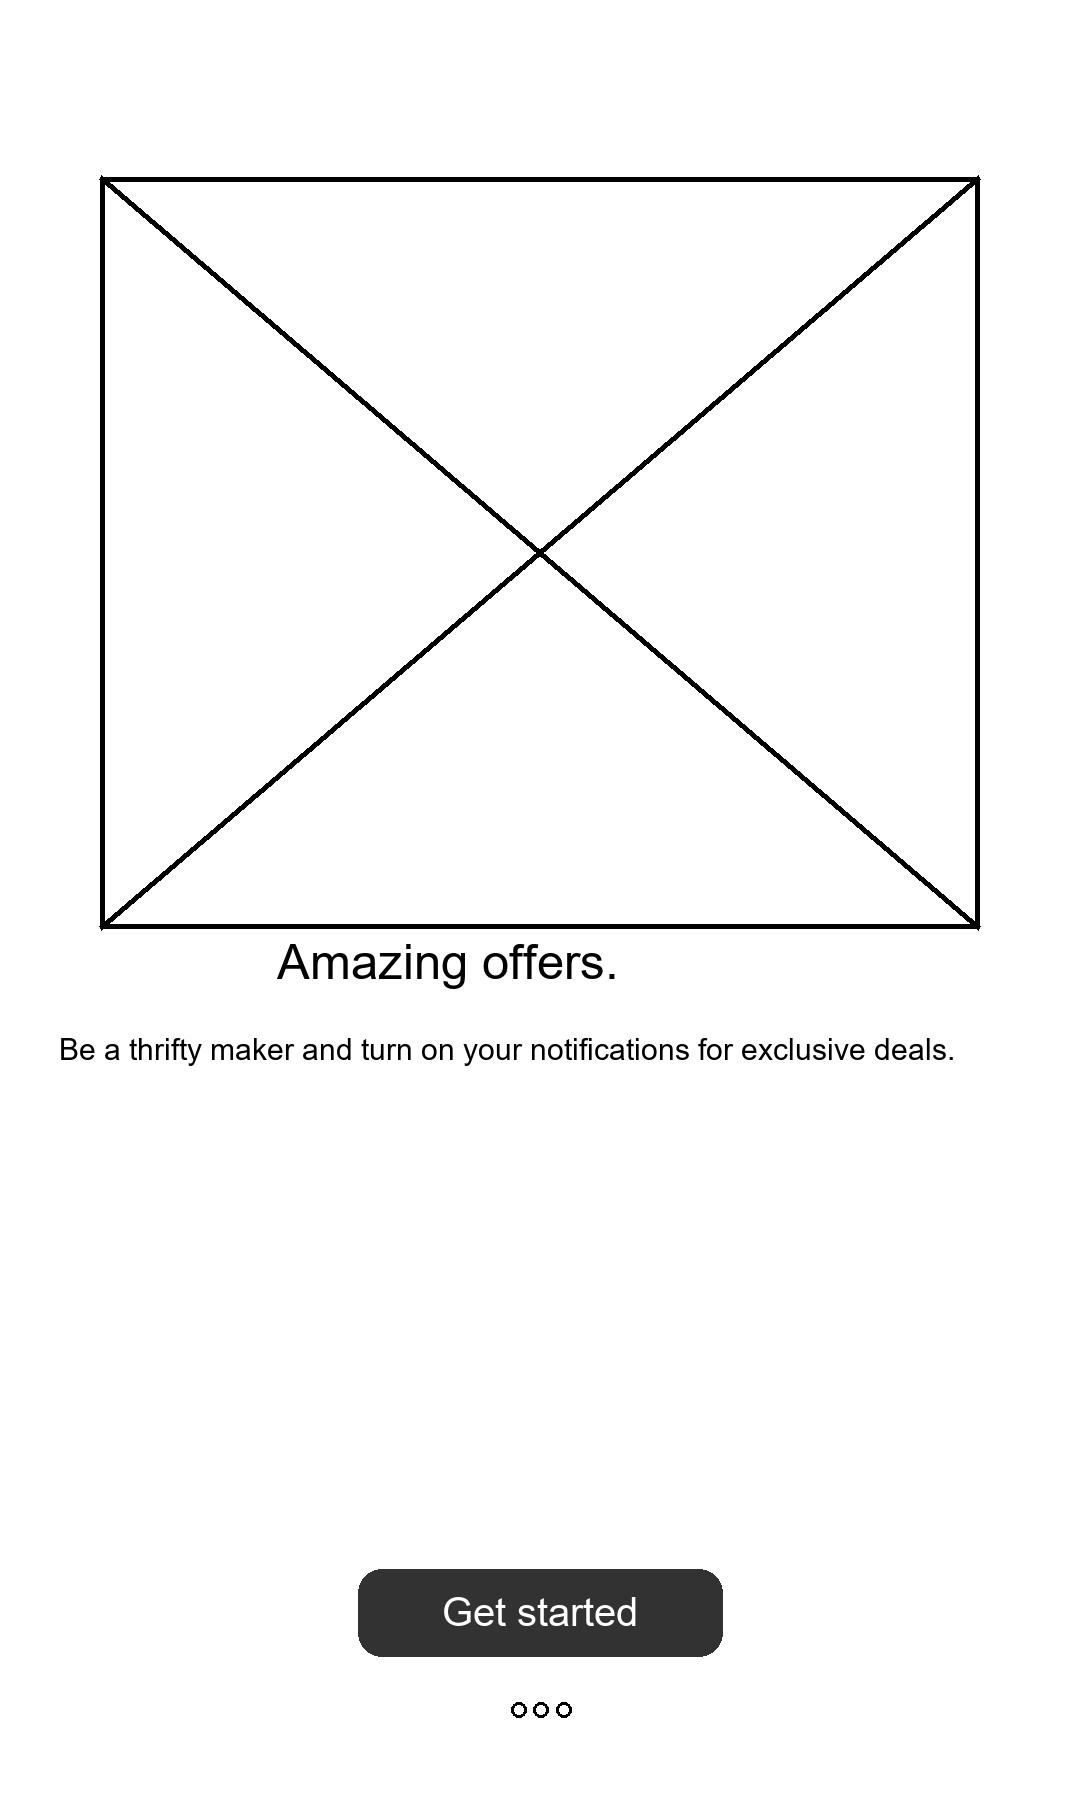 Amazing offers.
Be a thrifty maker and turn on your notifications for exclusive deals.
Get started